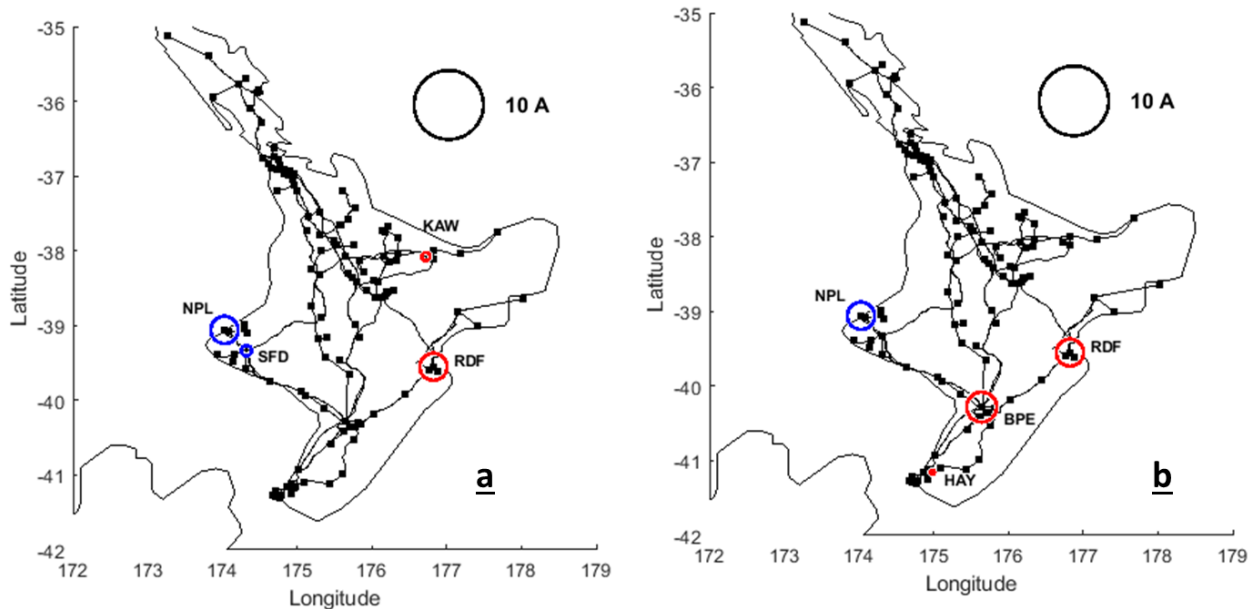 -35
-36
-37
-38
-39
-40
-41
-42
Latitude
172
173
174
175
176
177
178
179
Longitude
10 A
KAW
NPL
SFD
RDF
a
-35
-36
-37
-38
-39
-40
-41
-42
Latitude
172
173
174
175
176
177
178
179
Longitude
10 A
NPL
RDF
BPE
HAY
b